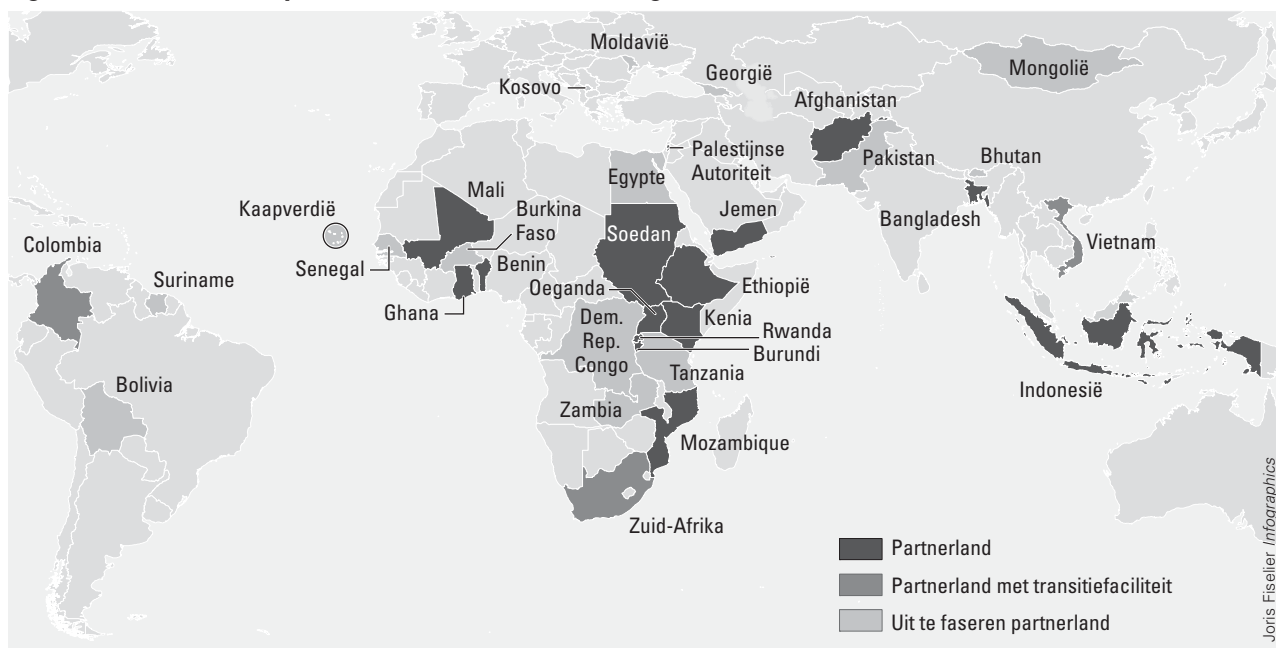 Moldavië
Kosovo
Georgië
Mongolië
Afghanistan
Palestijnse
Autoriteit
Pakistan
Bhutan
Egypte
Mali
Burkina
Faso
Kaapverdië
Jemen
Bangladesh
Colombia
Soedan
Vietnam
Senegal
Benin
Suriname
Oeganda
Ethiopië
Ghana
Dem.
Rep.
Congo
Kenia
Rwanda
Burundi
Tanzania
Indonesië
Bolivia
Zambia
Mozambique
Zuid-Afrika
Partnerland
Partnerland met transitiefaciliteit
Uit te faseren partnerland
Joris Fiselier Infographics